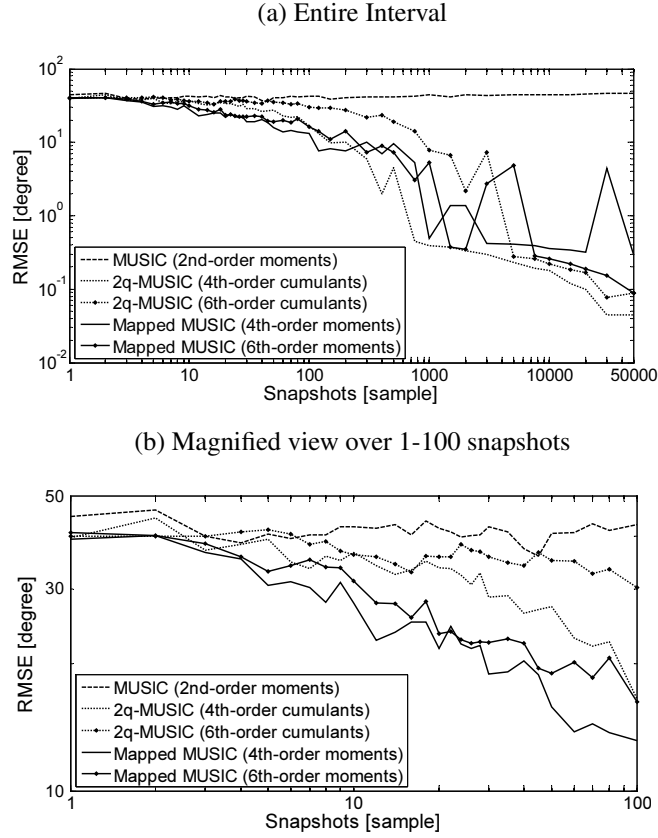 (a) Entire Interval
10^2
10^1
10^0
10^-1
10^-2
RMSE [degree]
MUSIC (2nd-order moments)
2q-MUSIC (4th-order cumulants)
2q-MUSIC (6th-order cumulants)
Mapped MUSIC (4th-order moments)
Mapped MUSIC (6th-order moments)
1 10 100 1000 10000 50000
Snapshots [sample]
(b) Magnified view over 1-100 snapshots
50
30
10
RMSE [degree]
MUSIC (2nd-order moments)
2q-MUSIC (4th-order cumulants)
2q-MUSIC (6th-order cumulants)
Mapped MUSIC (4th-order moments)
Mapped MUSIC (6th-order moments)
1 10 100
Snapshots [sample]